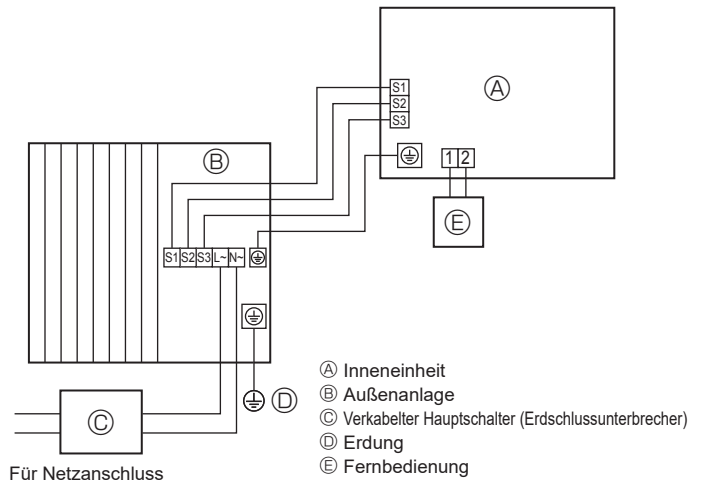 Ⓐ
S1
S2
S3
1 2
Ⓑ
Ⓔ
S1 S2 S3 L~ N~
Ⓒ
Ⓓ
Ⓐ Inneneinheit
Ⓑ Außenanlage
Ⓒ Verkabelter Hauptschalter (Erdschlussunterbrecher)
Ⓓ Erdung
Ⓔ Fernbedienung
Für Netzanschluss